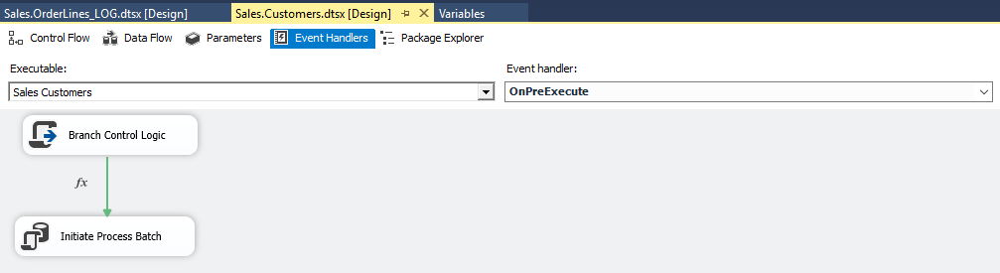 Sales.OrderLines_LOG.dtsx [Design] Sales.Customers.dtsx [Design] Variables
Control Flow Data Flow Parameters Event Handlers Package Explorer
Executable: Event handler:
Sales Customers OnPreExecute
Branch Control Logic
fx
Initiate Process Batch